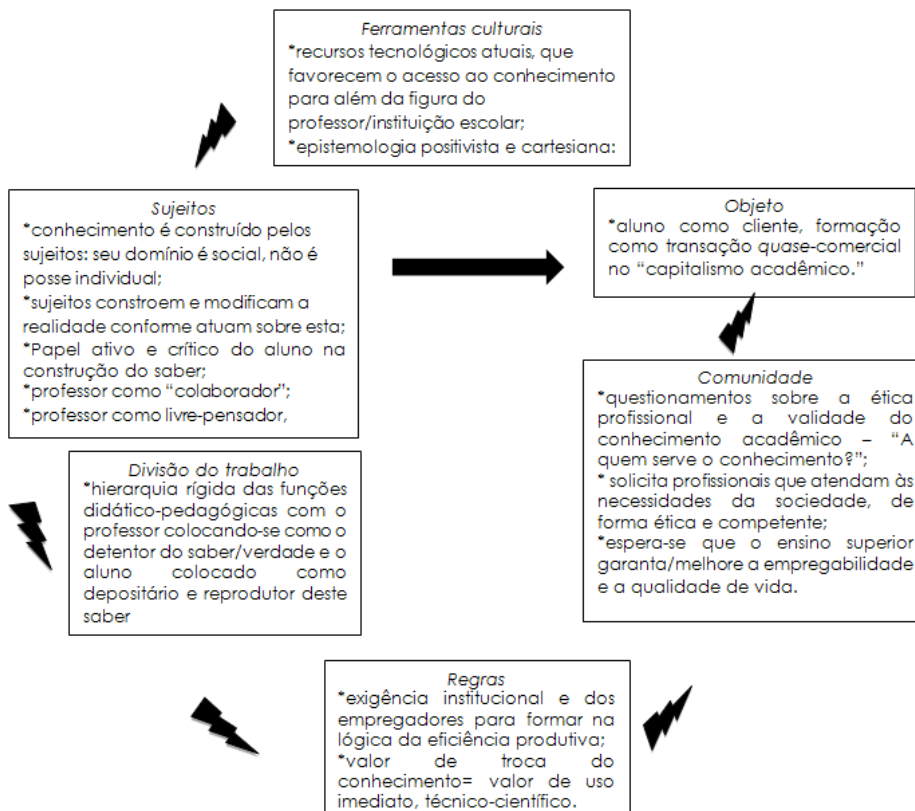 Ferramentas culturais
*recursos tecnológicos atuais, que
favorecem o acesso ao conhecimento
para além da figura do
professor/instituição escolar;
*epistemologia positivista e cartesiana:
Sujeitos
*conhecimento é construído pelos
sujeitos: seu domínio é social, não é
posse individual;
*sujeitos constroem e modificam a
realidade conforme atuam sobre esta;
*Papel ativo e crítico do aluno na
construção do saber;
*professor como “colaborador”;
*professor como livre-pensador,
Objeto
*aluno como cliente, formação
como transação quase-comercial
no “capitalismo acadêmico.”
Comunidade
*questionamentos sobre a ética
profissional e a validade do
conhecimento acadêmico – “A
quem serve o conhecimento?”;
* solicita profissionais que atendam às
necessidades da sociedade, de
forma ética e competente;
*espera-se que o ensino superior
garanta/melhore a empregabilidade
e a qualidade de vida.
Divisão do trabalho
*hierarquia rígida das funções
didático-pedagógicas com o
professor colocando-se como o
detentor do saber/verdade e o
aluno colocado como
depositário e reprodutor deste
saber
Regras
*exigência institucional e dos
empregadores para formar na
lógica da eficiência produtiva;
*valor de troca do
conhecimento= valor de uso
imediato, técnico-científico.